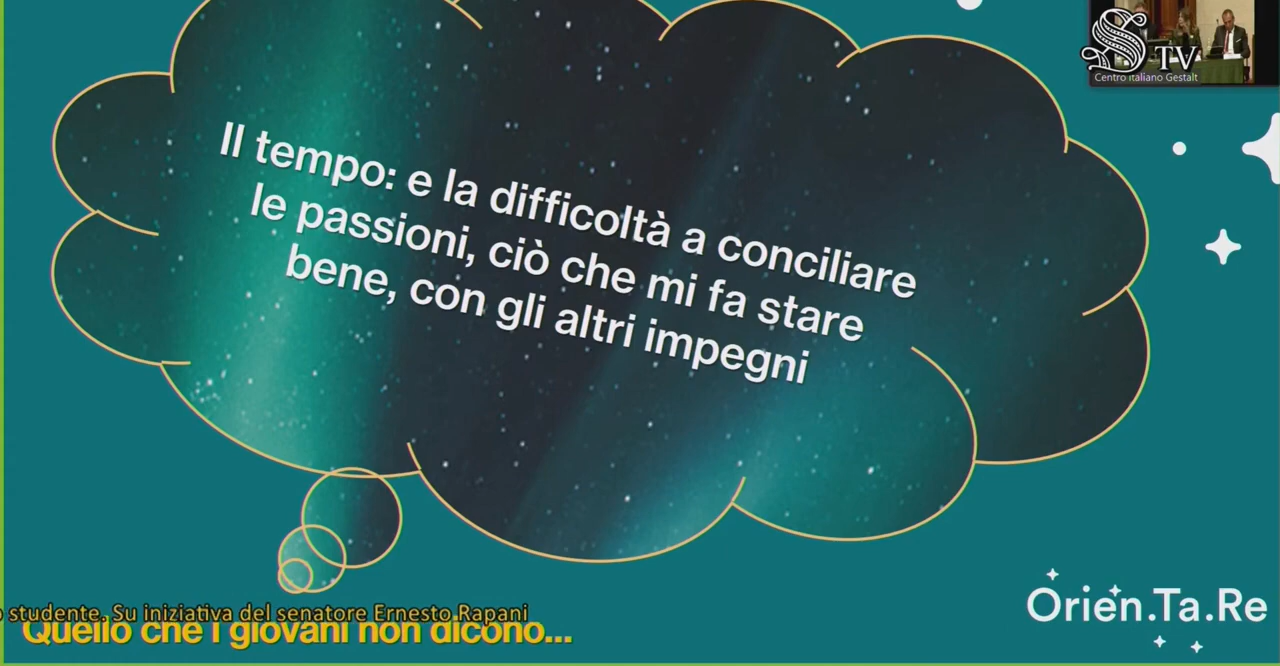 TV
Centro Italiano Gestalt
Il tempo: e la difficoltà a conciliare
le passioni, ciò che mi fa stare
bene, con gli altri impegni
Orien.Ta.Re
o studente. Su iniziativa del senatore Ernesto Rapani
Quello che i giovani non dicono...